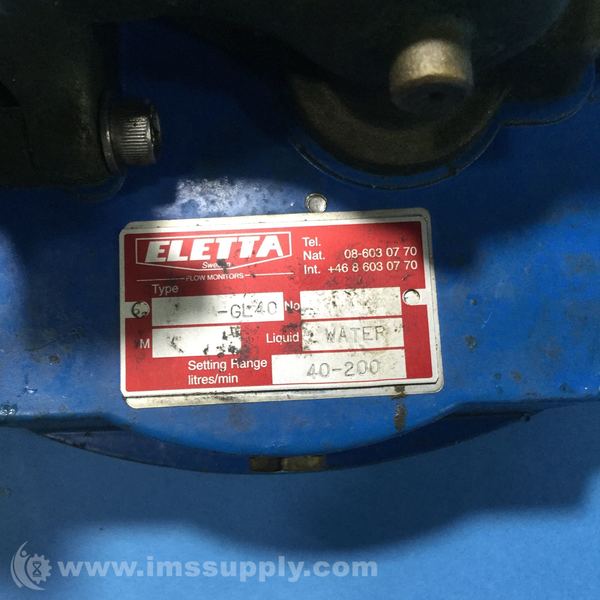 ELETTA
Sweden
FLOW MONITORS
Tel.
Nat. 08-603 07 70
Int. +46 8 603 07 70
Type -GL40 No
M Liquid WATER
Setting Range
litres/min 40-200
iMS
www.imssupply.com